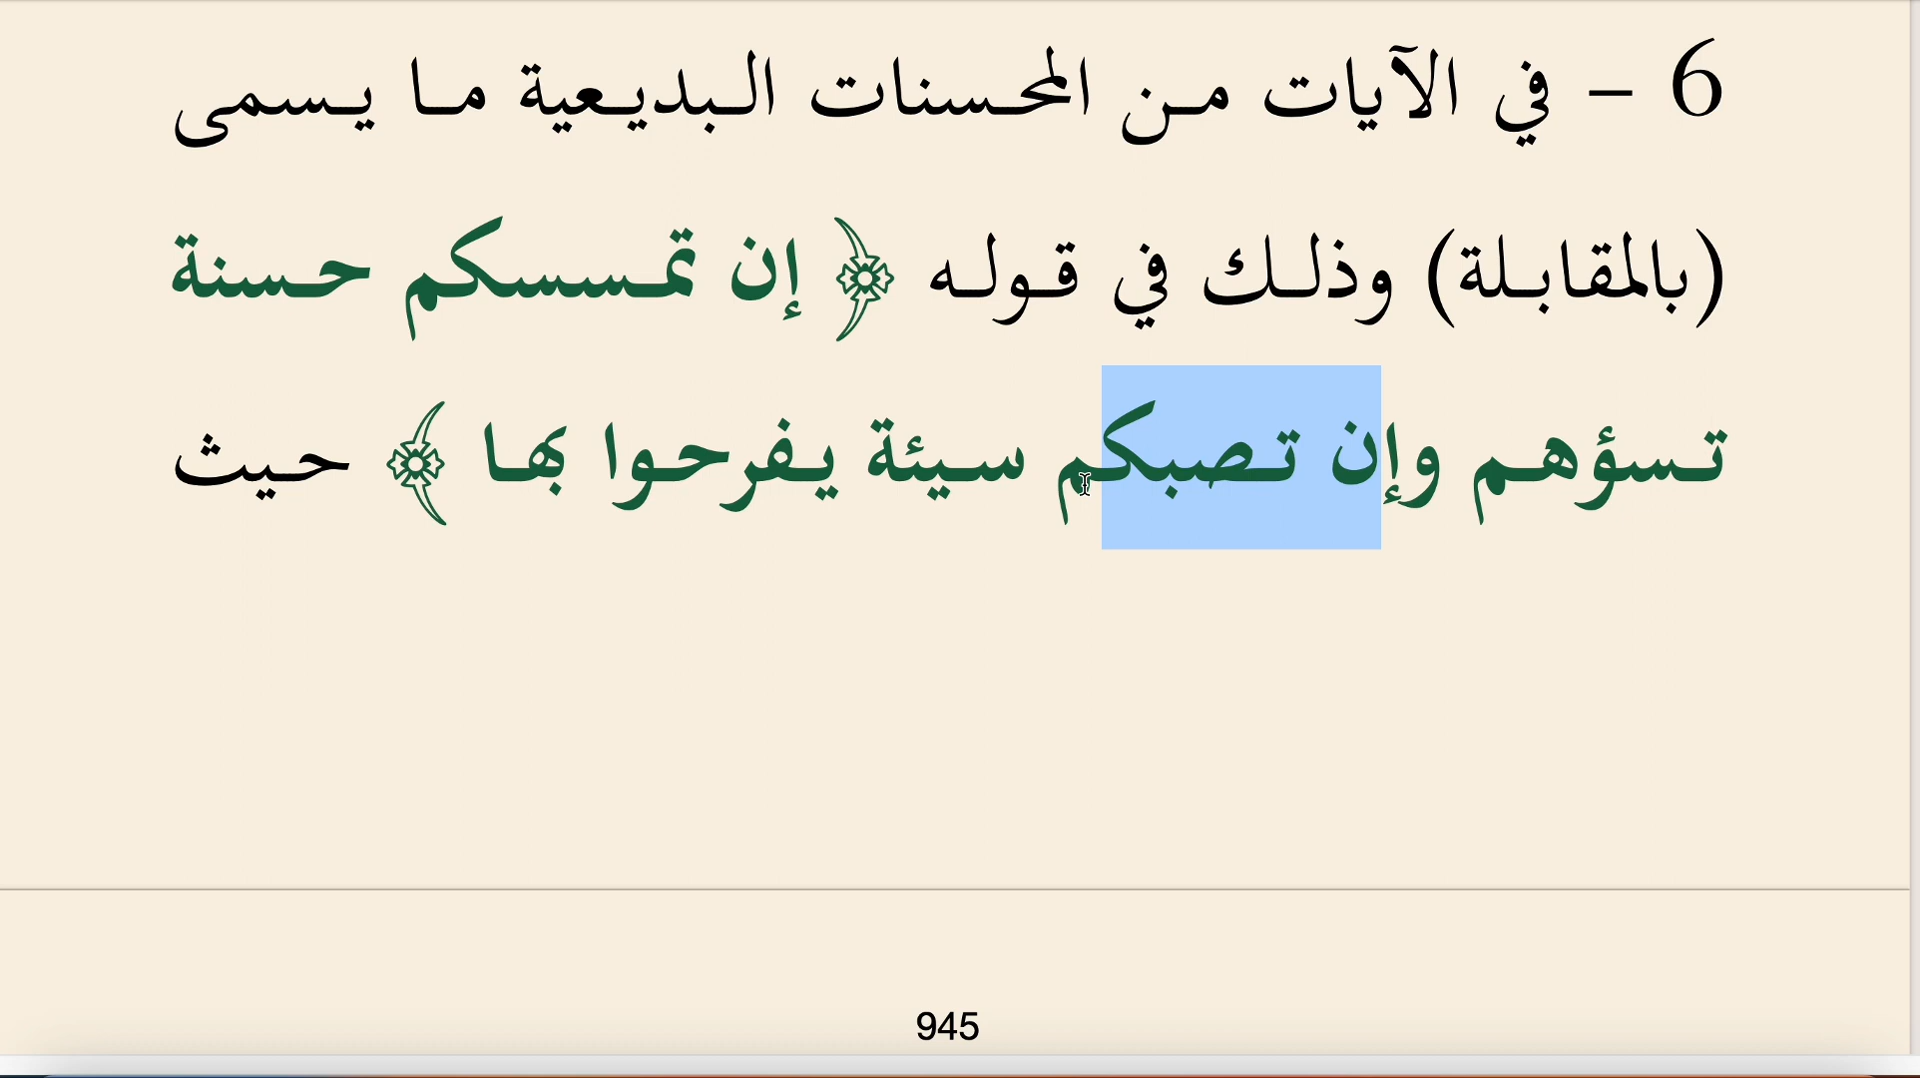 6 – في الآيات من المحسنات البديعية ما يسمى
(بالمقابلة) وذلك في قوله ﴿ إن تمسسكم حسنة
تسؤهم وإن تصبكم سيئة يفرحوا بها ﴾ حيث
945